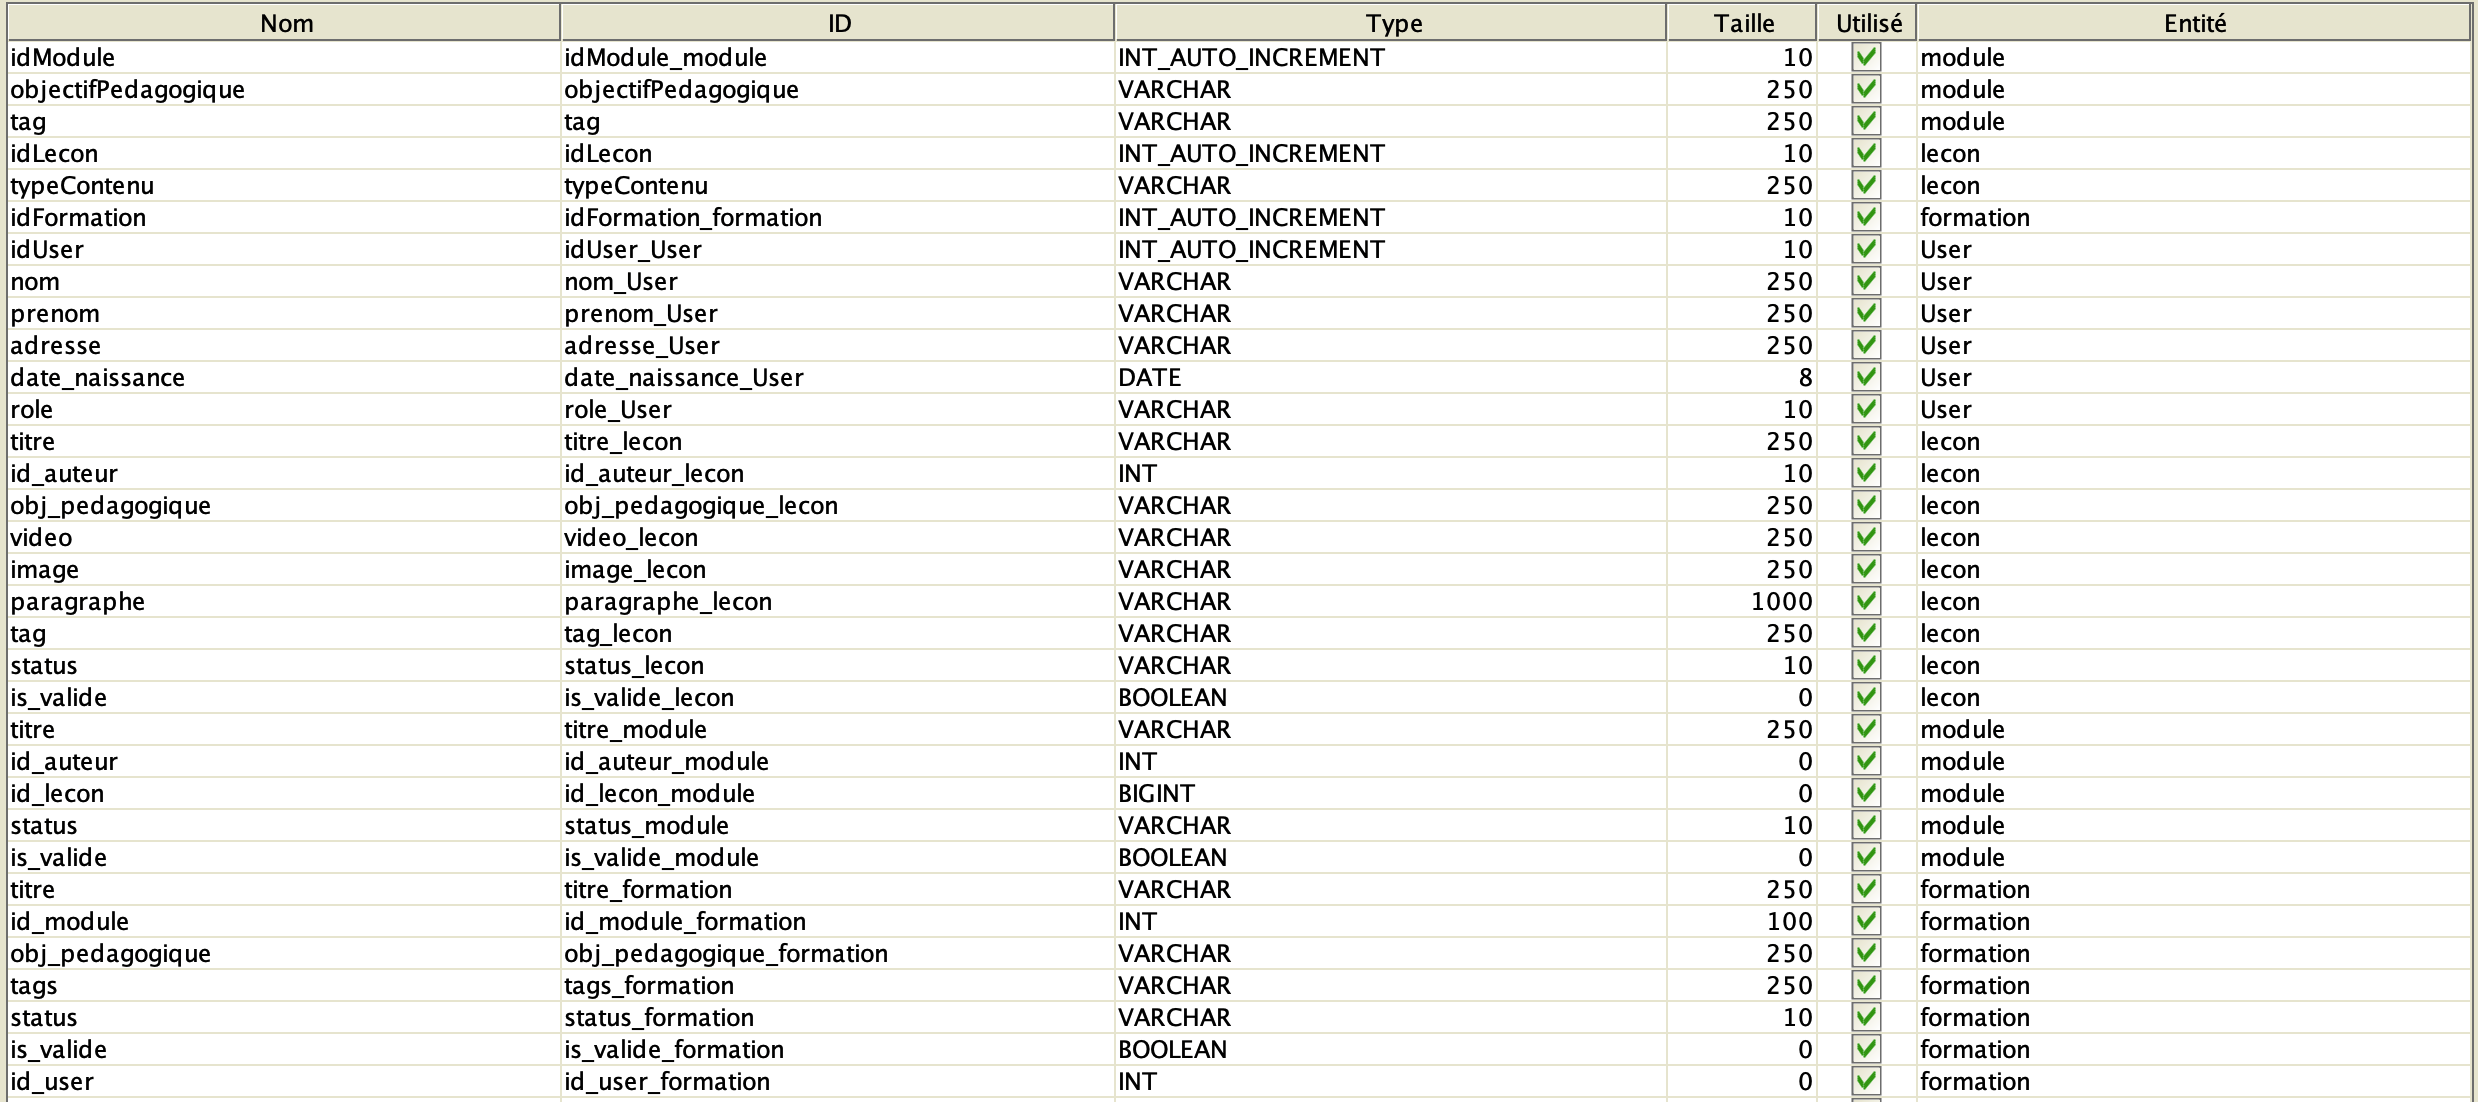 Nom ID Type Taille Utilisé Entité
idModule idModule_module INT_AUTO_INCREMENT 10 module
objectifPedagogique objectifPedagogique VARCHAR 250 module
tag tag VARCHAR 250 module
idLecon idLecon INT_AUTO_INCREMENT 10 lecon
typeContenu typeContenu VARCHAR 250 lecon
idFormation idFormation_formation INT_AUTO_INCREMENT 10 formation
idUser idUser_User INT_AUTO_INCREMENT 10 User
nom nom_User VARCHAR 250 User
prenom prenom_User VARCHAR 250 User
adresse adresse_User VARCHAR 250 User
date_naissance date_naissance_User DATE 8 User
role role_User VARCHAR 10 User
titre titre_lecon VARCHAR 250 lecon
id_auteur id_auteur_lecon INT 10 lecon
obj_pedagogique obj_pedagogique_lecon VARCHAR 250 lecon
video video_lecon VARCHAR 250 lecon
image image_lecon VARCHAR 250 lecon
paragraphe paragraphe_lecon VARCHAR 1000 lecon
tag tag_lecon VARCHAR 250 lecon
status status_lecon VARCHAR 10 lecon
is_valide is_valide_lecon BOOLEAN 0 lecon
titre titre_module VARCHAR 250 module
id_auteur id_auteur_module INT 0 module
id_lecon id_lecon_module BIGINT 0 module
status status_module VARCHAR 10 module
is_valide is_valide_module BOOLEAN 0 module
titre titre_formation VARCHAR 250 formation
id_module id_module_formation INT 100 formation
obj_pedagogique obj_pedagogique_formation VARCHAR 250 formation
tags tags_formation VARCHAR 250 formation
status status_formation VARCHAR 10 formation
is_valide is_valide_formation BOOLEAN 0 formation
id_user id_user_formation INT 0 formation